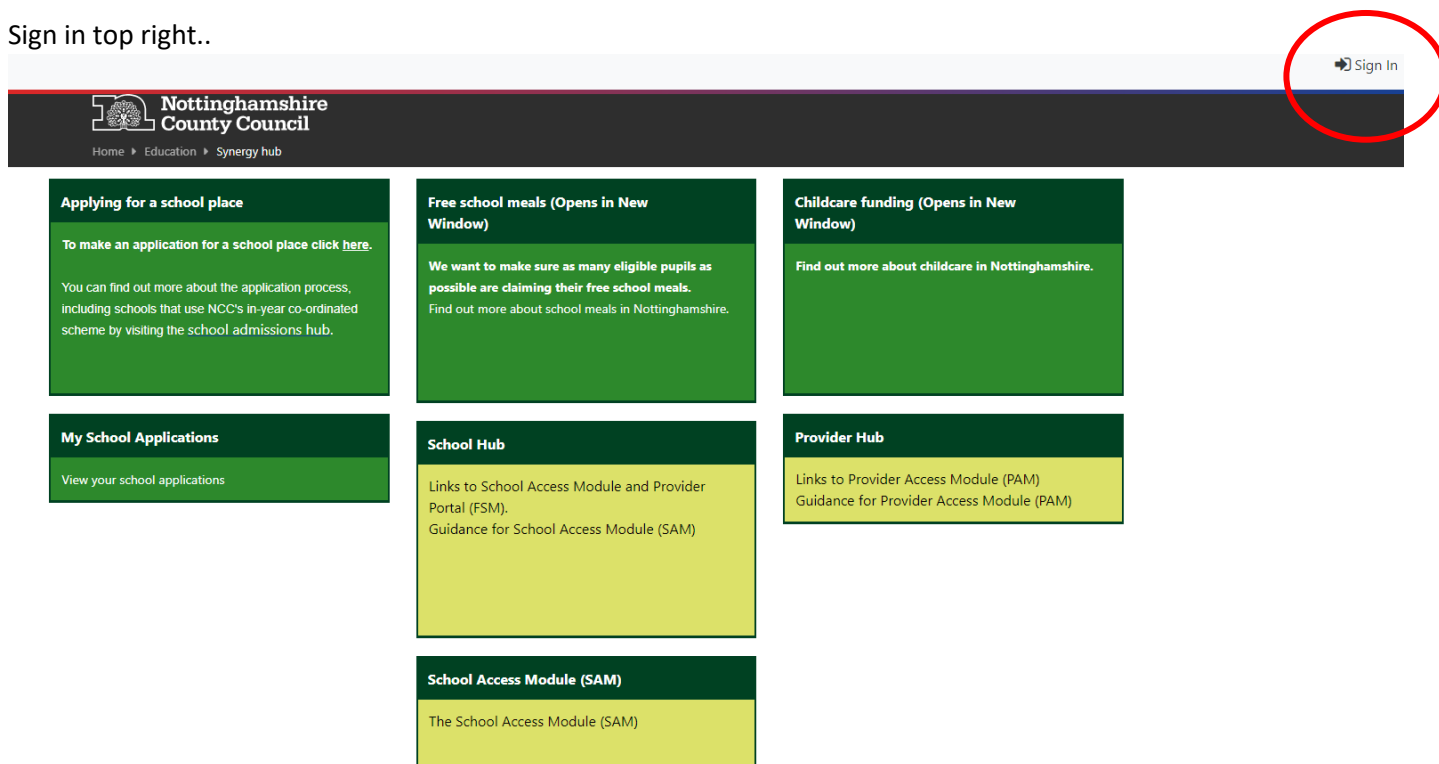 Sign in top right..
Sign In
Nottinghamshire
County Council
Home ▸ Education ▸ Synergy hub
Applying for a school place
To make an application for a school place click here.
You can find out more about the application process,
including schools that use NCC's in-year co-ordinated
scheme by visiting the school admissions hub.
Free school meals (Opens in New
Window)
We want to make sure as many eligible pupils as
possible are claiming their free school meals.
Find out more about school meals in Nottinghamshire.
Childcare funding (Opens in New
Window)
Find out more about childcare in Nottinghamshire.
My School Applications
View your school applications
School Hub
Links to School Access Module and Provider
Portal (FSM).
Guidance for School Access Module (SAM)
Provider Hub
Links to Provider Access Module (PAM)
Guidance for Provider Access Module (PAM)
School Access Module (SAM)
The School Access Module (SAM)